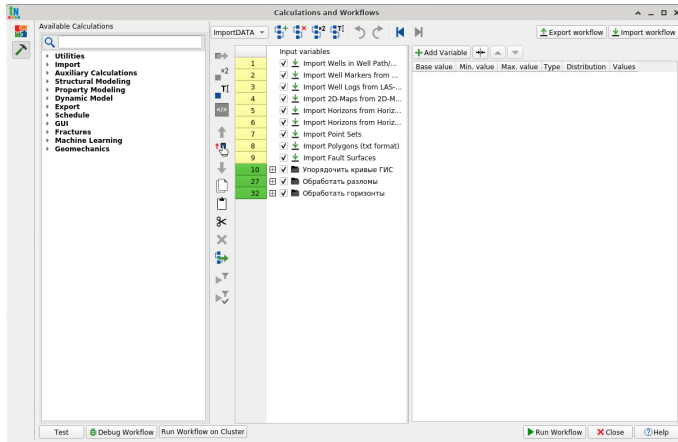 tN
Calculations and Workflows
Available Calculations
Utilities
Import
Auxiliary Calculations
Structural Modeling
Property Modeling
Dynamic Model
Export
Schedule
GUI
Fractures
Machine Learning
Geomechanics
ImportDATA
Export workflow
Import workflow
Input variables
1 Import Wells in Well Path/...
2 Import Well Markers from ...
3 Import Well Logs from LAS-...
4 Import 2D-Maps from 2D-M...
5 Import Horizons from Horiz...
6 Import Horizons from Horiz...
7 Import Point Sets
8 Import Polygons (txt format)
9 Import Fault Surfaces
10 Упорядочить кривые ГИС
27 Обработать разломы
32 Обработать горизонты
Add Variable
Base value Min. value Max. value Type Distribution Values
Test
Debug Workflow
Run Workflow on Cluster
Run Workflow
Close
Help